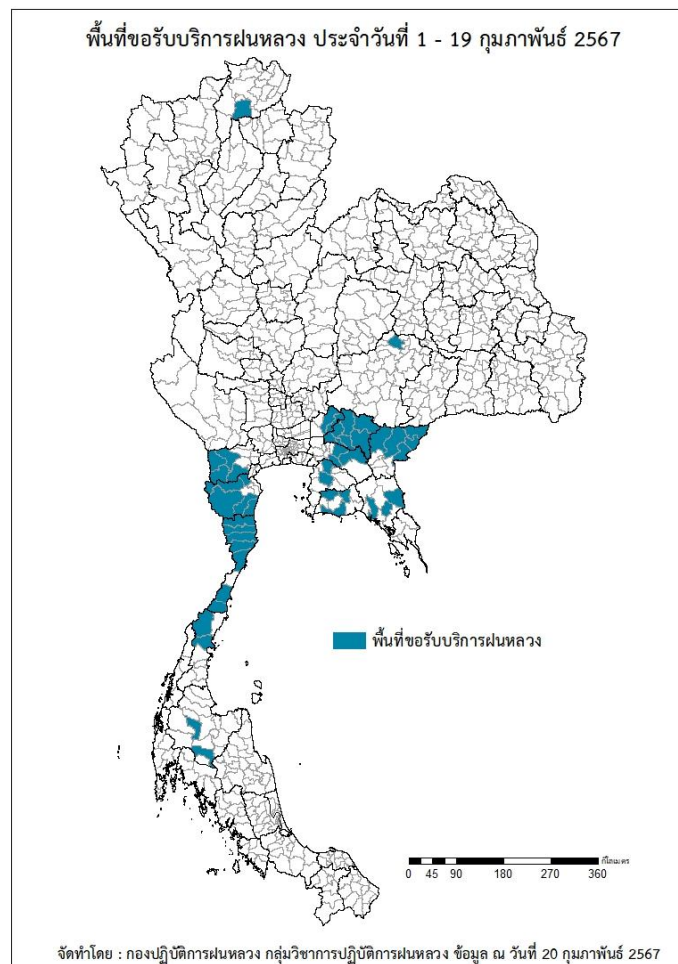 พื้นที่ขอรับบริการฝนหลวง ประจำวันที่ 1 - 19 กุมภาพันธ์ 2567
พื้นที่ขอรับบริการฝนหลวง
กิโลเมตร
0 45 90 180 270 360
จัดทำโดย : กองปฏิบัติการฝนหลวง กลุ่มวิชาการปฏิบัติการฝนหลวง ข้อมูล ณ วันที่ 20 กุมภาพันธ์ 2567